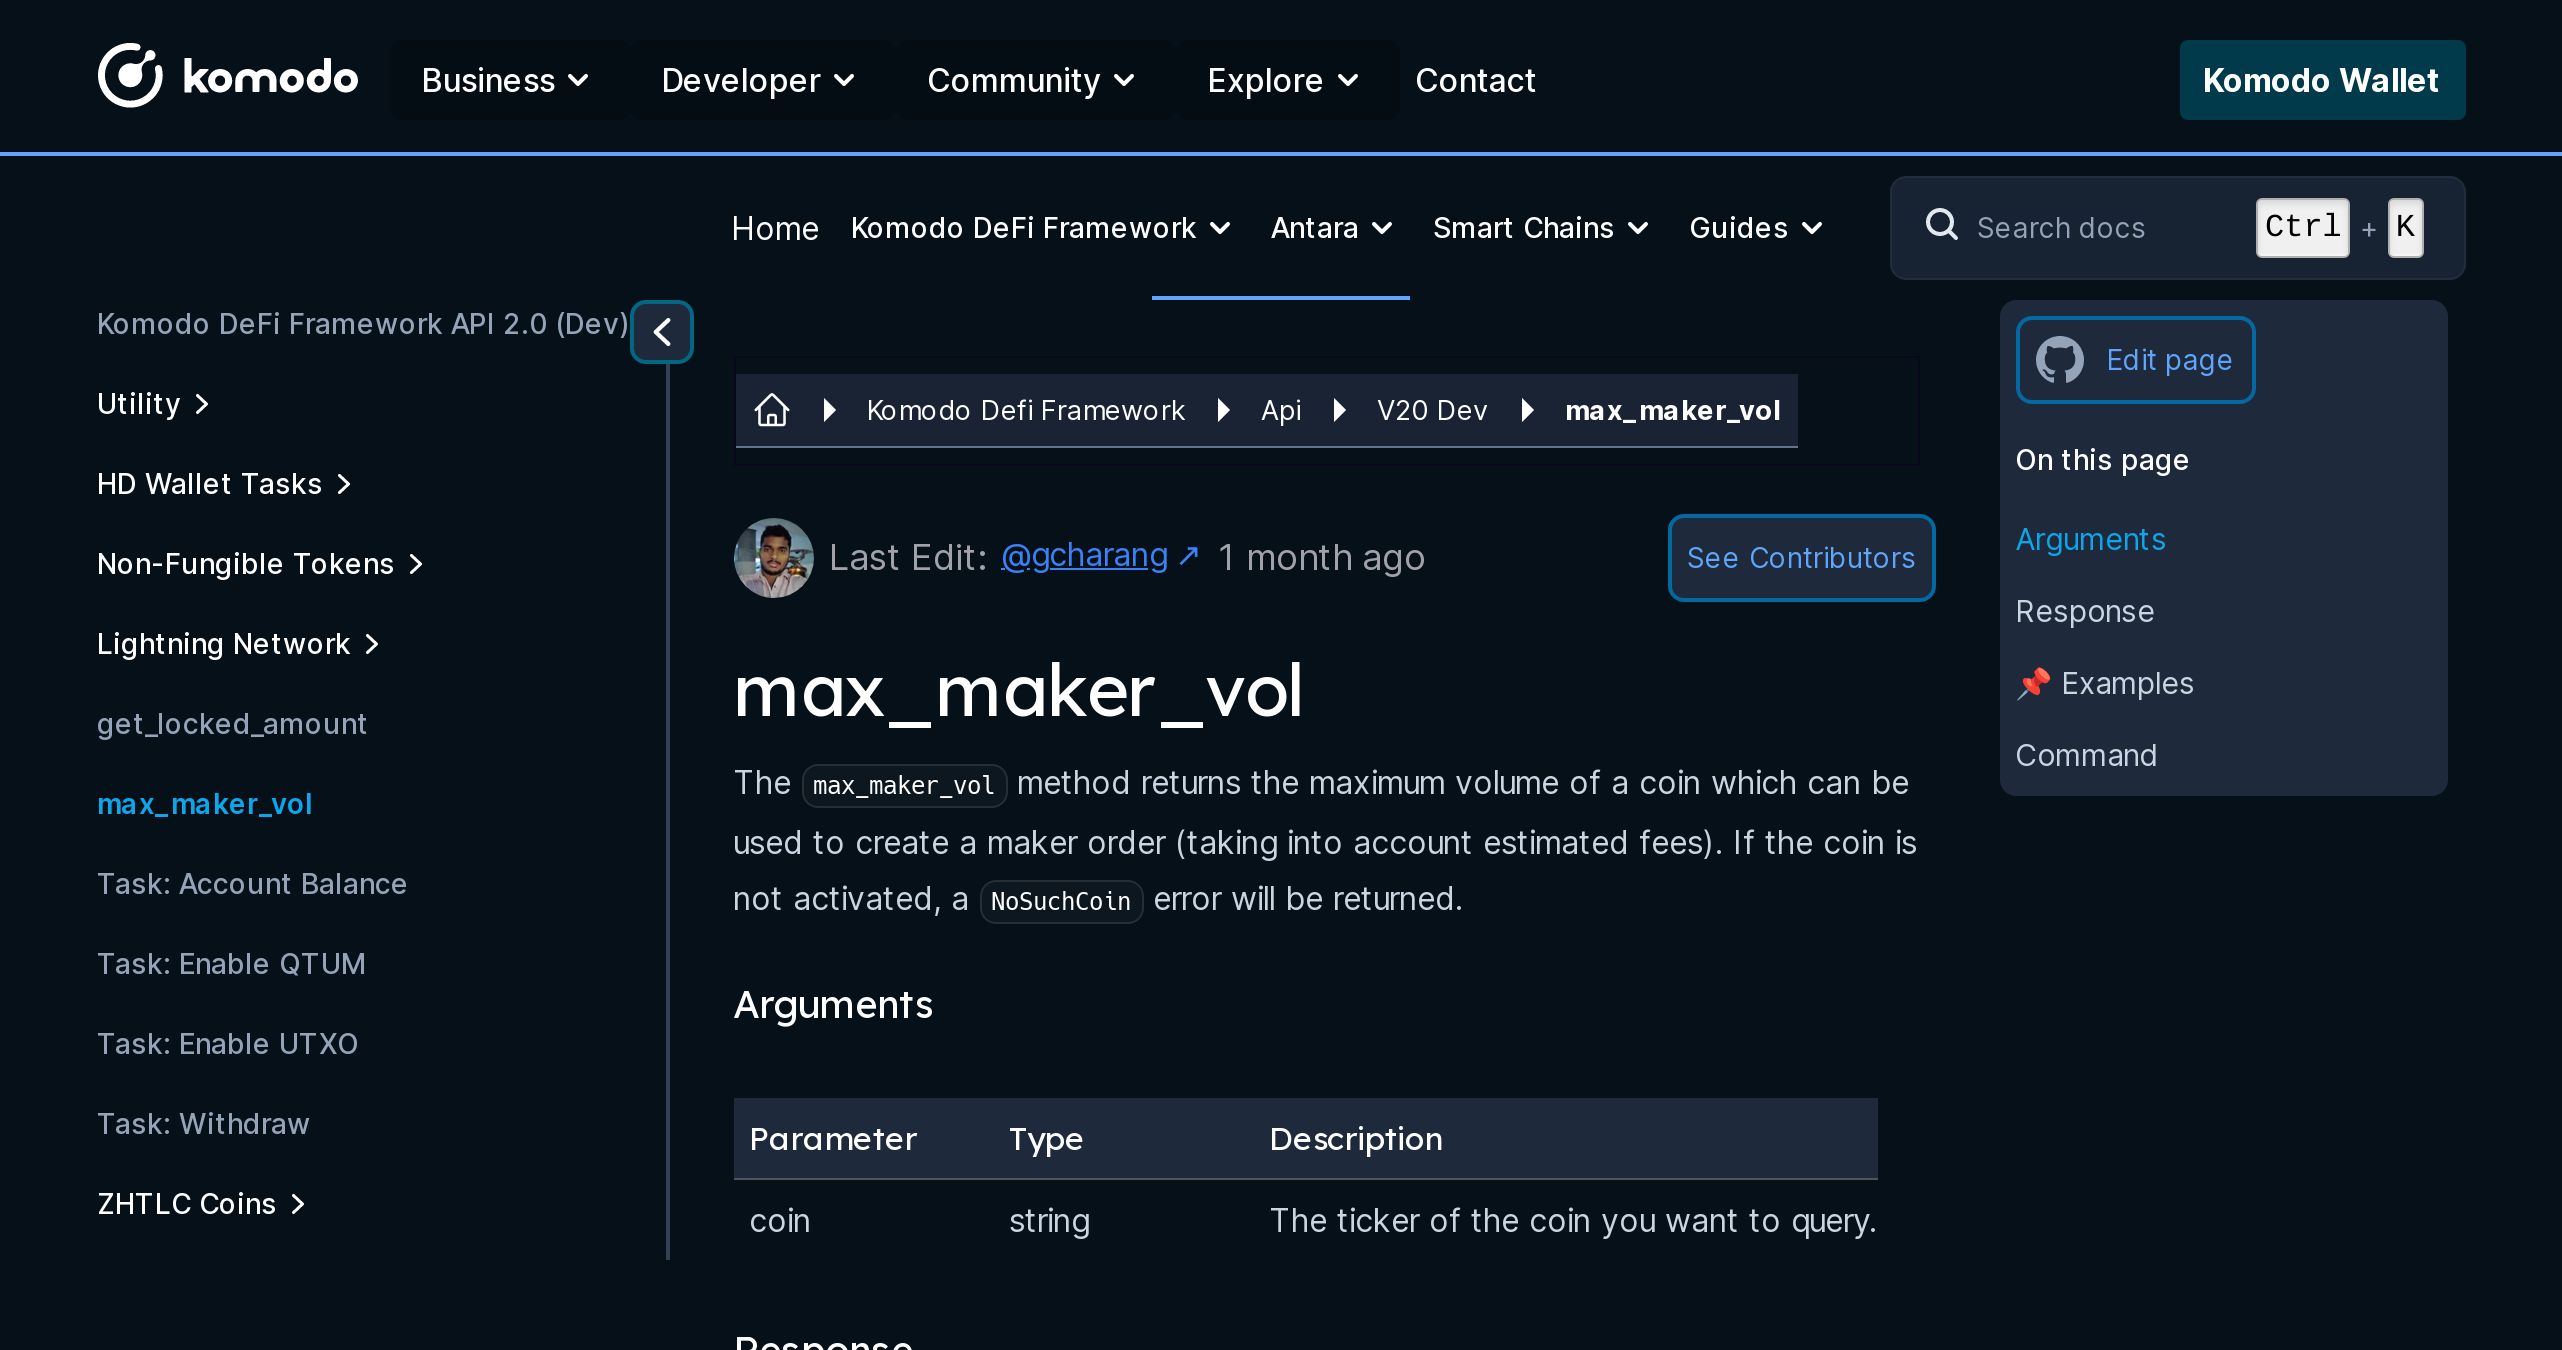 komodo
Business
Developer
Community
Explore
Contact
Komodo Wallet
Home
Komodo DeFi Framework
Antara
Smart Chains
Guides
Search docs
Ctrl + K
Komodo DeFi Framework API 2.0 (Dev)
Utility
HD Wallet Tasks
Non-Fungible Tokens
Lightning Network
get_locked_amount
max_maker_vol
Task: Account Balance
Task: Enable QTUM
Task: Enable UTXO
Task: Withdraw
ZHTLC Coins
Komodo Defi Framework
Api
V20 Dev
max_maker_vol
Last Edit: @gcharang ↗ 1 month ago
See Contributors
max_maker_vol
The max_maker_vol method returns the maximum volume of a coin which can be
used to create a maker order (taking into account estimated fees). If the coin is
not activated, a NoSuchCoin error will be returned.
Arguments
Parameter Type Description
coin string The ticker of the coin you want to query.
Response
Edit page
On this page
Arguments
Response
📌 Examples
Command